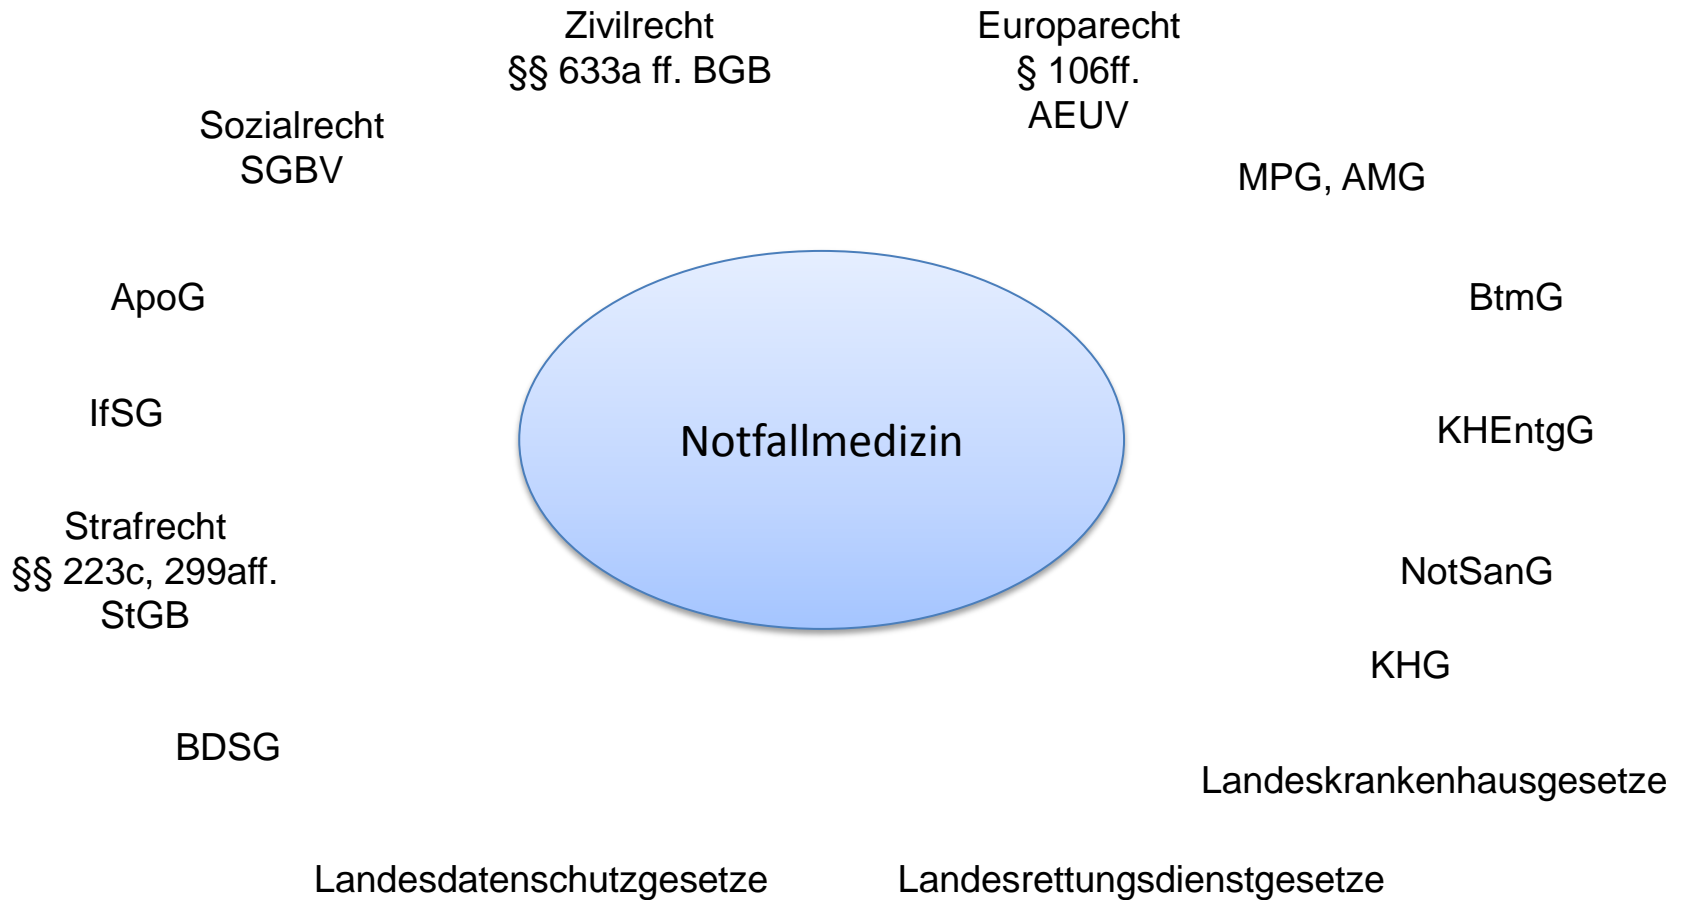 Zivilrecht
§§ 633a ff. BGB
Europarecht
§ 106ff.
AEUV
Sozialrecht
SGBV
MPG, AMG
ApoG
BtmG
IfSG
KHEntgG
Notfallmedizin
Strafrecht
§§ 223c, 299aff.
StGB
NotSanG
KHG
BDSG
Landeskrankenhausgesetze
Landesdatenschutzgesetze
Landesrettungsdienstgesetze